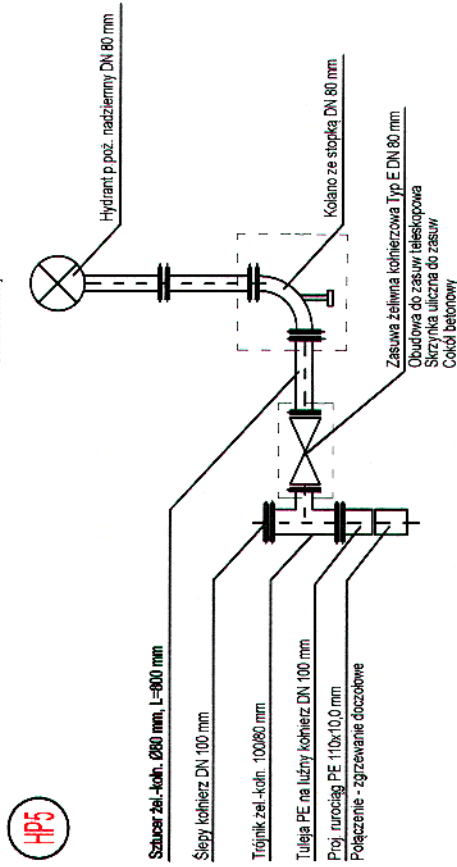 HP5
Hydrant p.poż. nadziemny DN 80 mm
Kolano ze stopką DN 80 mm
Zasuwa żeliwna kołnierzowa Typ E DN 80 mm
Obudowa do zasuw teleskopowa
Skrzynka uliczna do zasuw
Cokół betonowy
Sztucer żel.-kołn. Ø80 mm, L=800 mm
Ślepy kołnierz DN 100 mm
Trójnik żel.-kołn. 100/80 mm
Tuleja PE na luźny kołnierz DN 100 mm
Proj. rurociąg PE 110x10,0 mm
Połączenie - zgrzewanie doczołowe